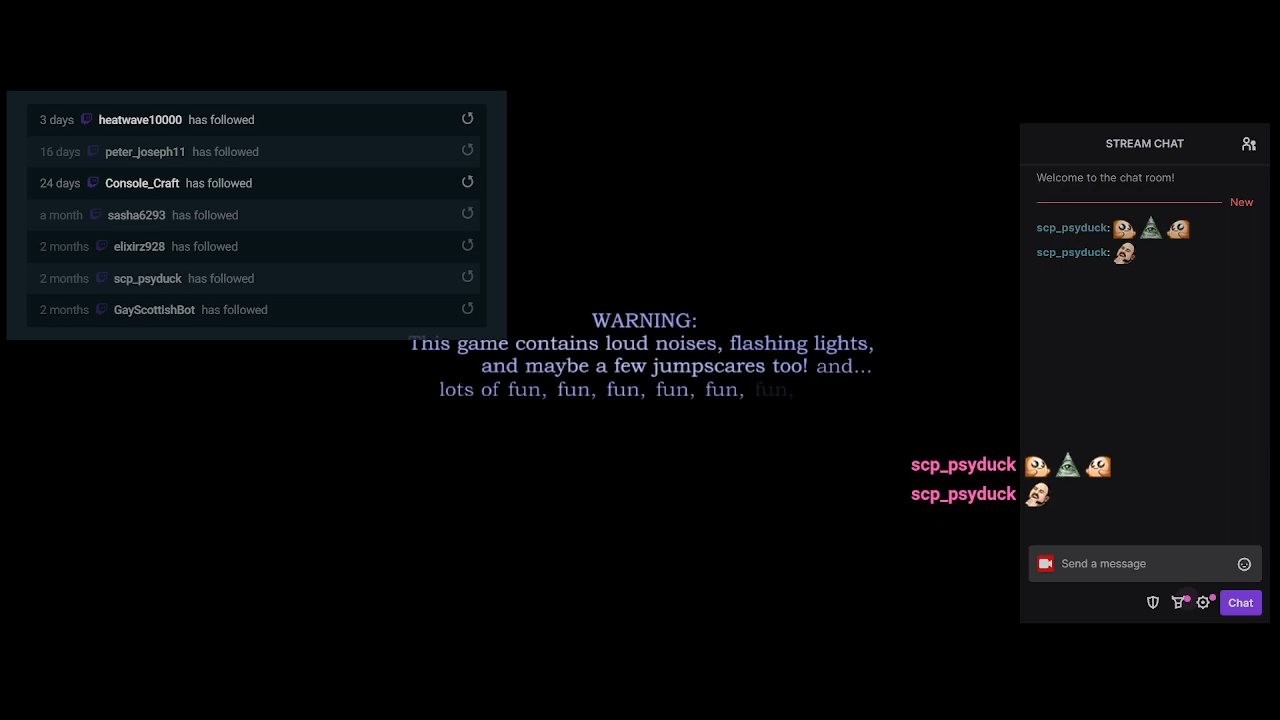 3 days heatwave10000 has followed
16 days peter_joseph11 has followed
24 days Console_Craft has followed
a month sasha6293 has followed
2 months elixirz928 has followed
2 months scp_psyduck has followed
2 months GayScottishBot has followed
WARNING:
This game contains loud noises, flashing lights,
and maybe a few jumpscares too! and...
lots of fun, fun, fun, fun, fun, fun,
STREAM CHAT
Welcome to the chat room!
New
scp_psyduck:
scp_psyduck:
scp_psyduck
scp_psyduck
Send a message
Chat